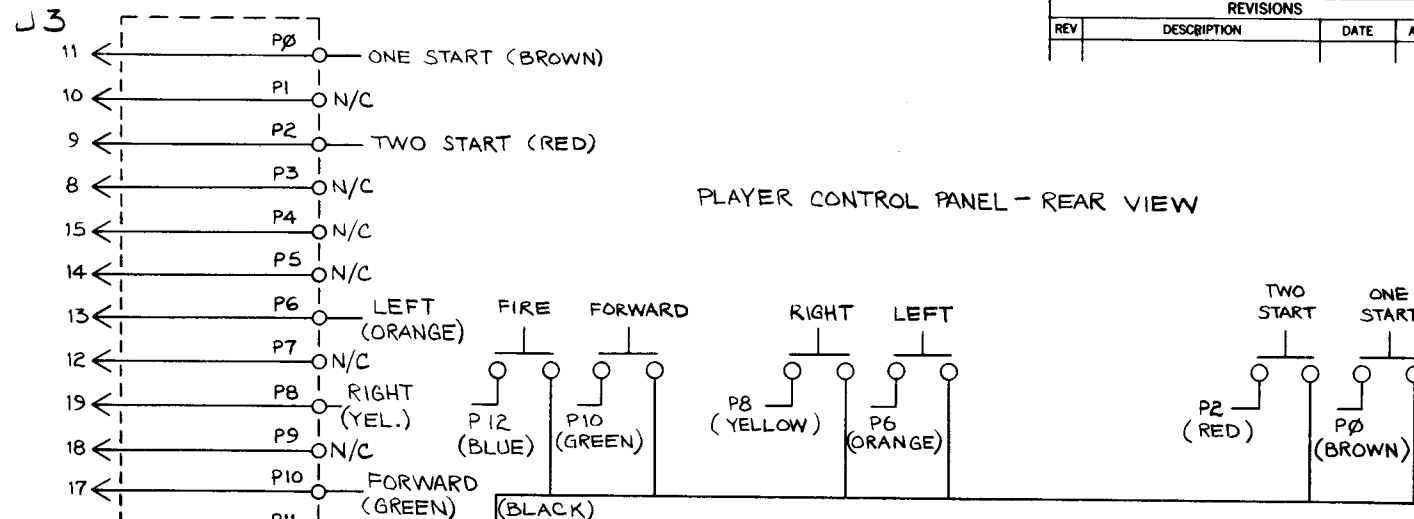 J3
REVISIONS
REV DESCRIPTION DATE A
11 PØ ONE START (BROWN)
10 P1 N/C
9 P2 TWO START (RED)
8 P3 N/C
15 P4 N/C
14 P5 N/C
13 P6 LEFT
(ORANGE)
12 P7 N/C
19 P8 RIGHT
(YEL.)
18 P9 N/C
17 P10 FORWARD
(GREEN)
P11
PLAYER CONTROL PANEL - REAR VIEW
FIRE FORWARD RIGHT LEFT
TWO
START
ONE
START
P12
(BLUE)
P10
(GREEN)
P8
(YELLOW)
P6
(ORANGE)
P2
(RED)
PØ
(BROWN)
(BLACK)